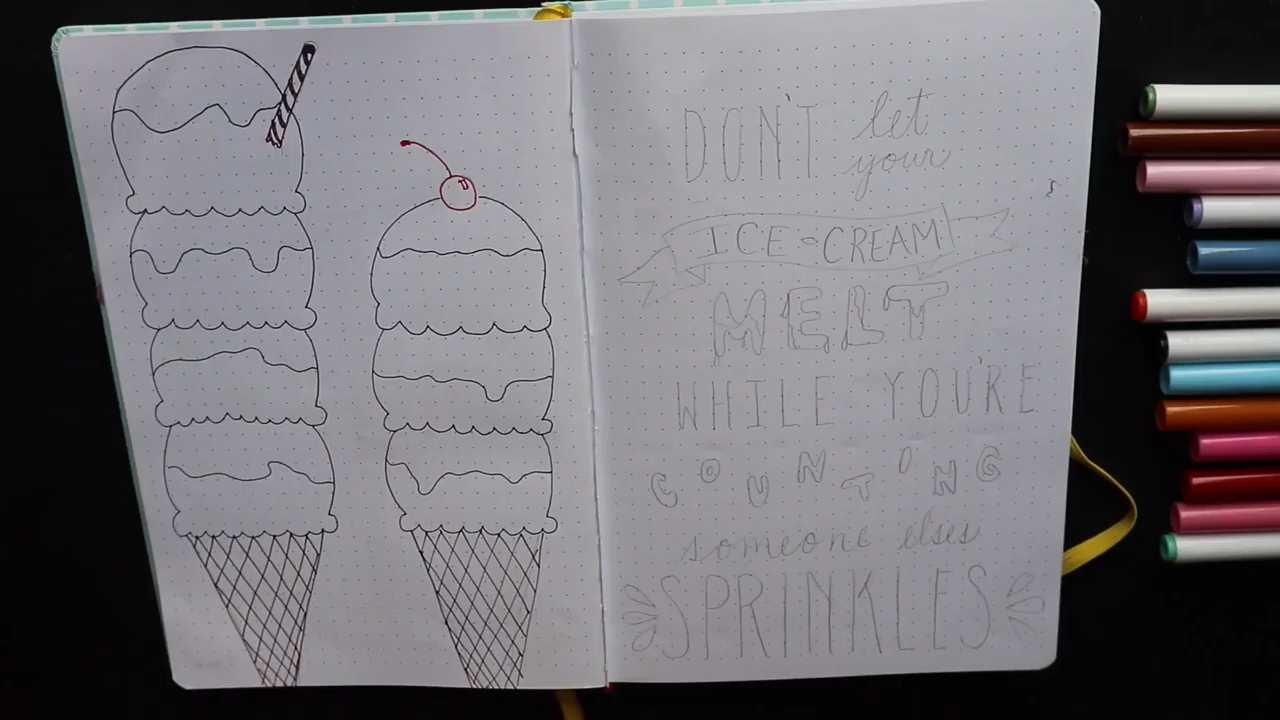 DON'T let
your
ICE-CREAM
MELT
WHILE YOU'RE
COUNTING
someone elses
SPRINKLES